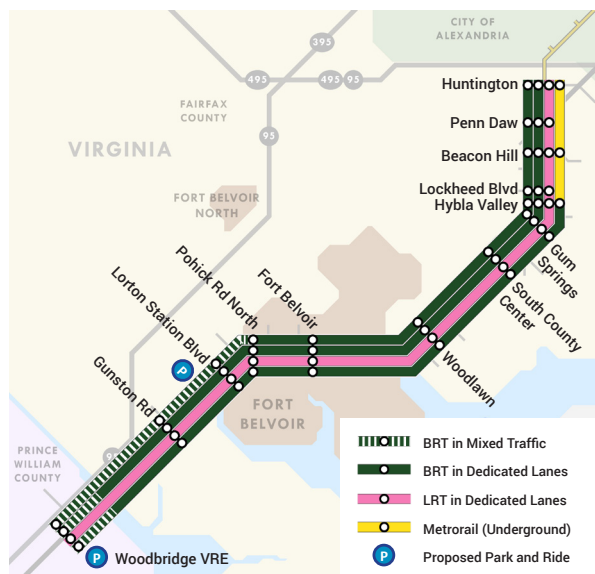 CITY OF
ALEXANDRIA
395
495
495
95
Huntington
FAIRFAX
COUNTY
Penn Daw
95
VIRGINIA
Beacon Hill
Lockheed Blvd
FORT BELVOIR
NORTH
Hybla Valley
Gum
Springs
Pohick Rd North
Fort Belvoir
South County
Center
Lorton Station Blvd
Woodlawn
P
Gunston Rd
FORT
BELVOIR
PRINCE
WILLIAM
COUNTY
95
BRT in Mixed Traffic
BRT in Dedicated Lanes
LRT in Dedicated Lanes
Metrorail (Underground)
P
Woodbridge VRE
P
Proposed Park and Ride